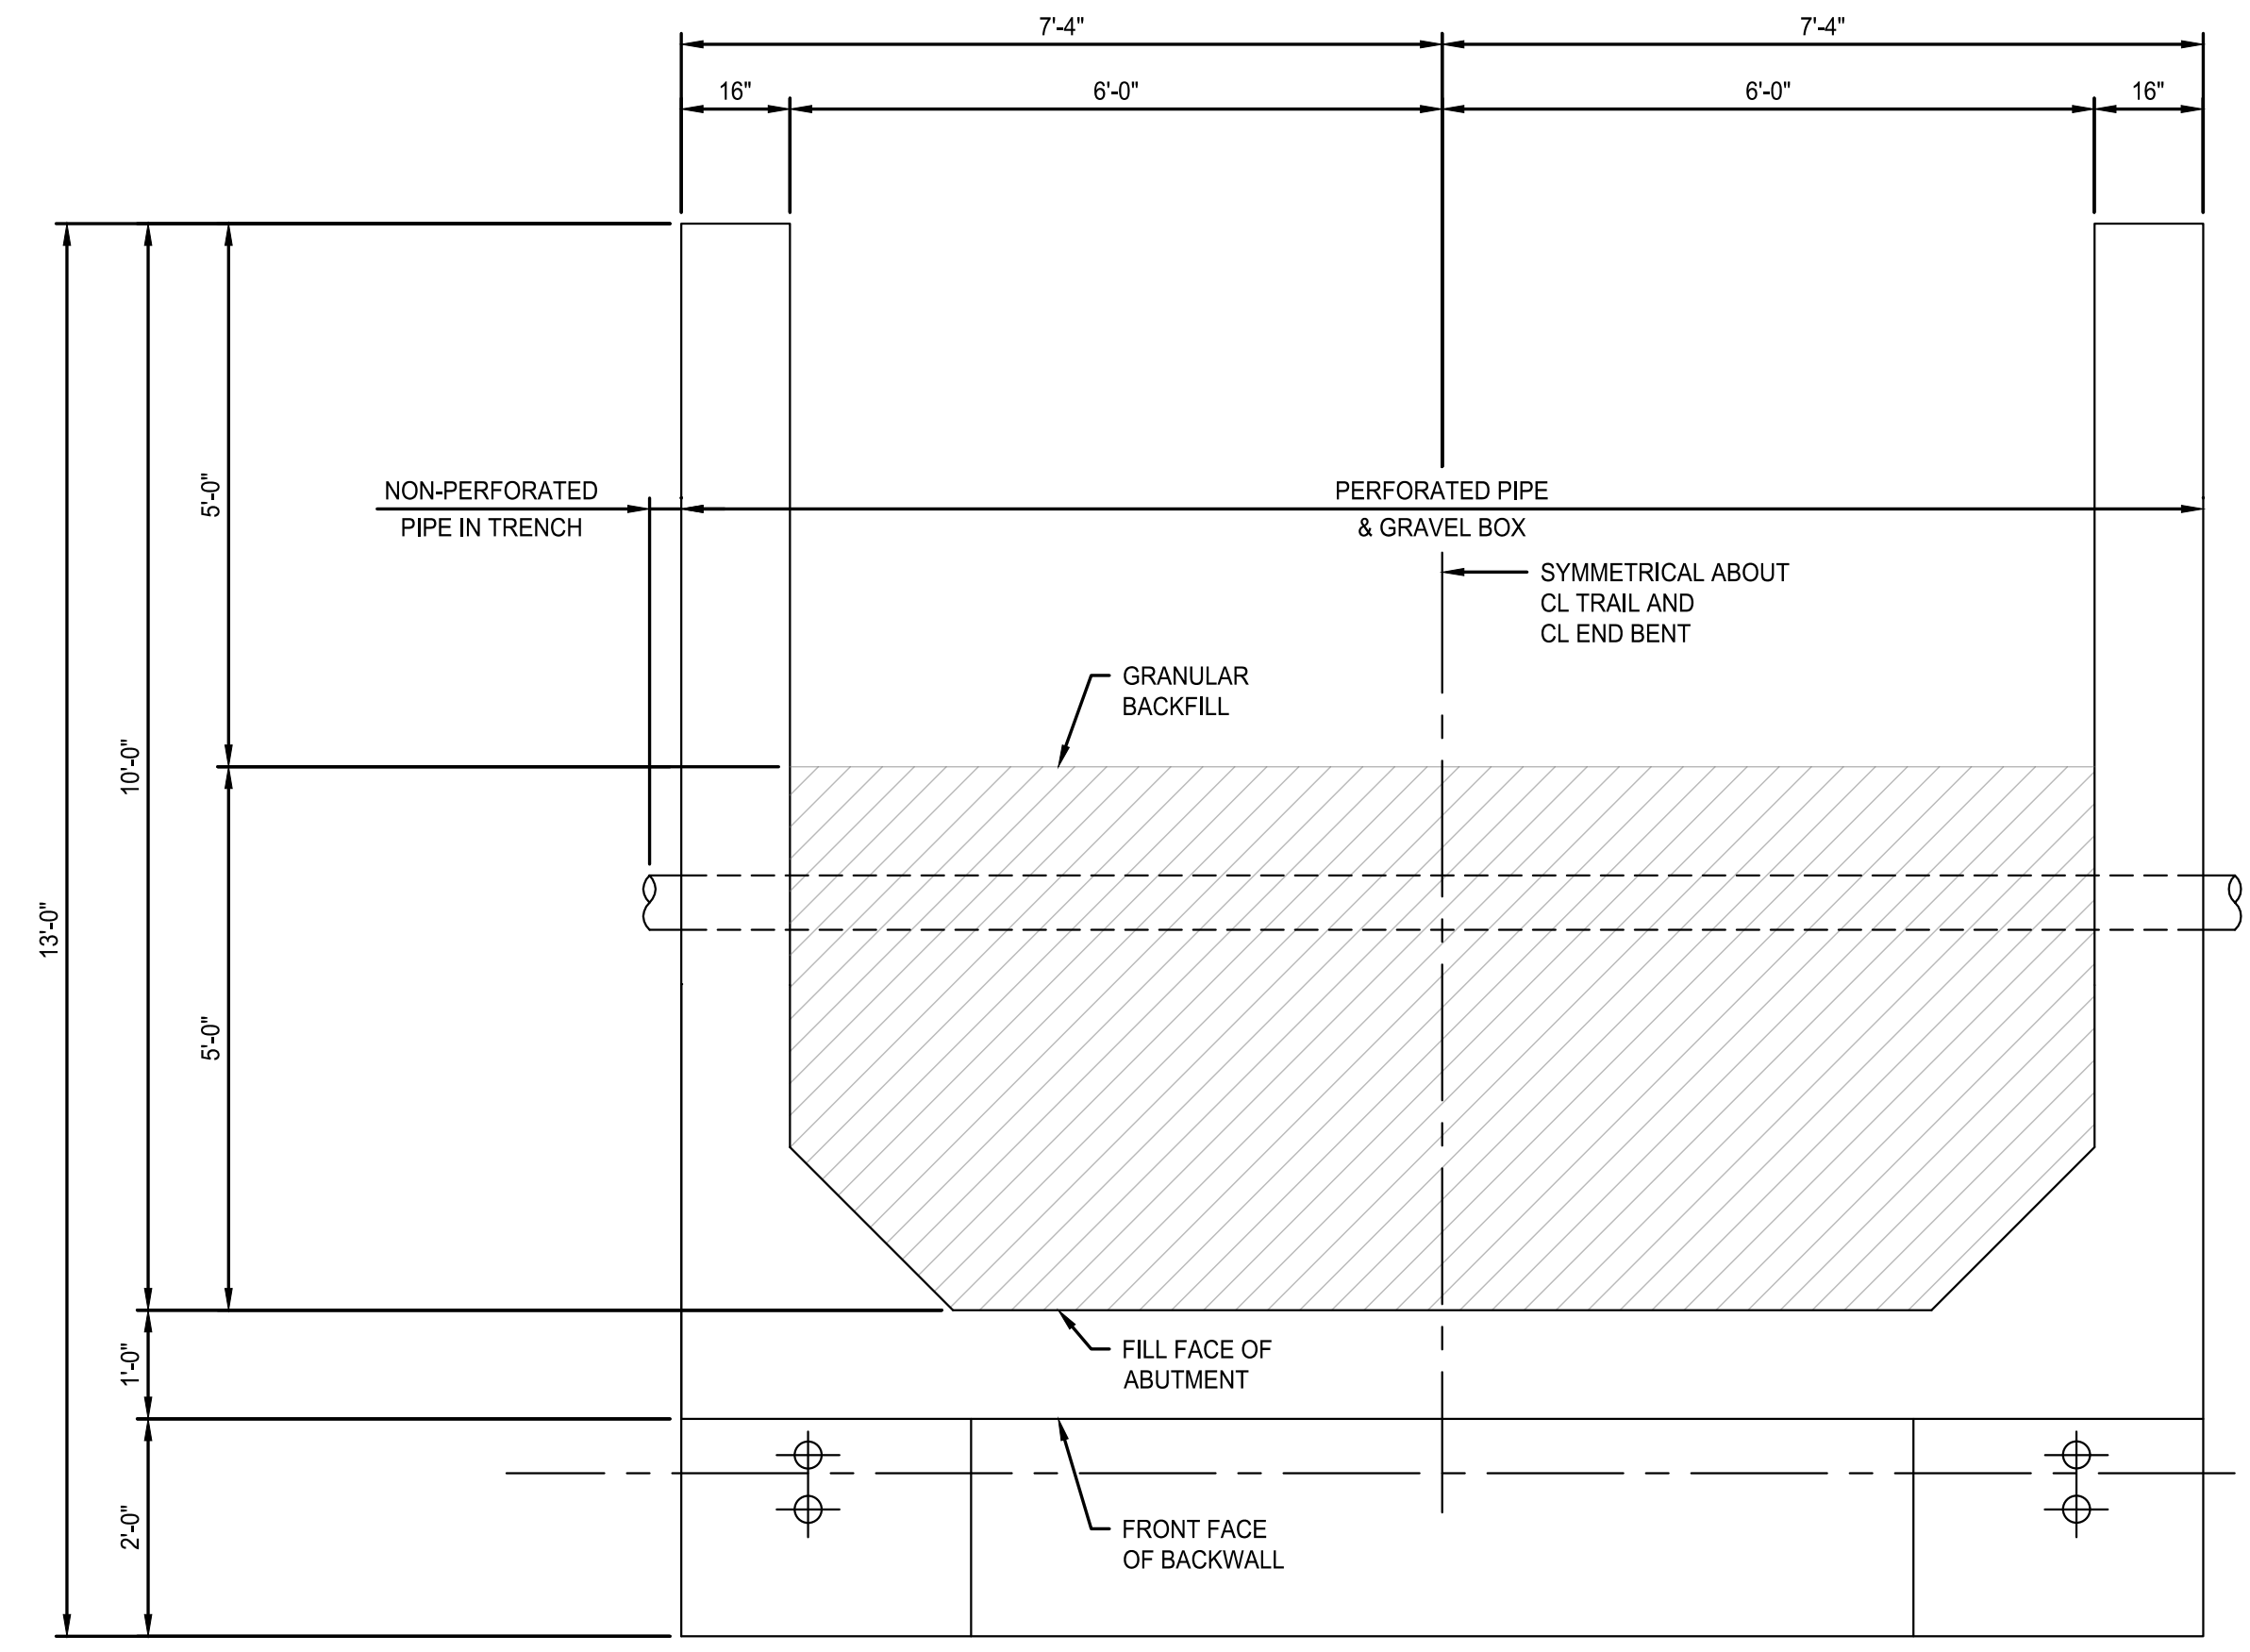 7'-4"
7'-4"
16"
6'-0"
6'-0"
16"
5'-0"
NON-PERFORATED
PIPE IN TRENCH
PERFORATED PIPE
& GRAVEL BOX
SYMMETRICAL ABOUT
CL TRAIL AND
CL END BENT
GRANULAR
BACKFILL
10'-0"
13'-0"
5'-0"
1'-0"
FILL FACE OF
ABUTMENT
2'-0"
FRONT FACE
OF BACKWALL